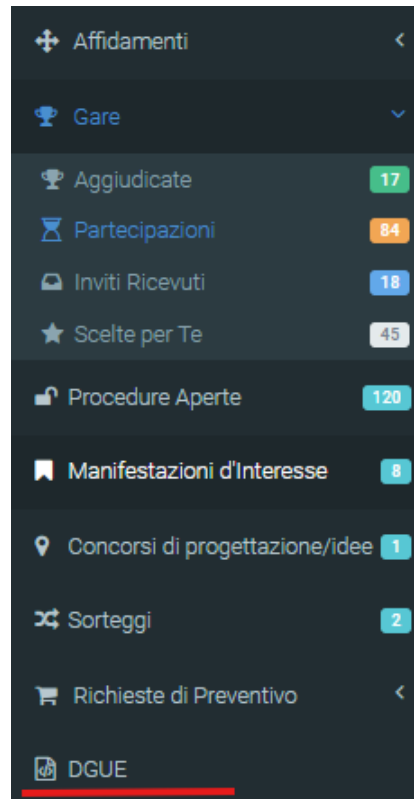 Affidamenti
Gare
Aggiudicate 17
Partecipazioni 84
Inviti Ricevuti 18
Scelte per Te 45
Procedure Aperte 120
Manifestazioni d'Interesse 8
Concorsi di progettazione/idee 1
Sorteggi 2
Richieste di Preventivo
DGUE